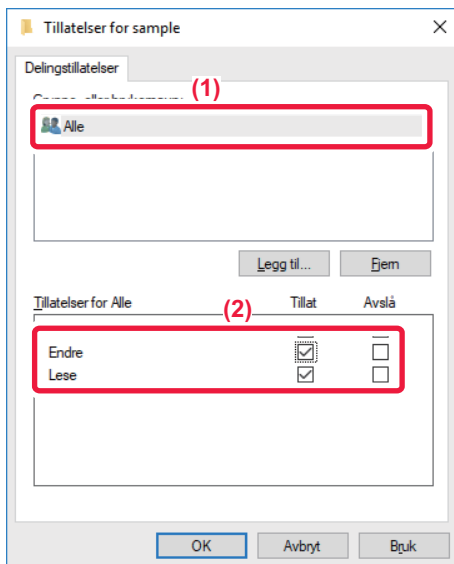 Tillatelser for sample
Delingstillatelser
(1)
Alle
Legg til...
Fjern
Tillatelser for Alle
(2)
Tillat
Avslå
Endre
Lese
OK
Avbryt
Bruk